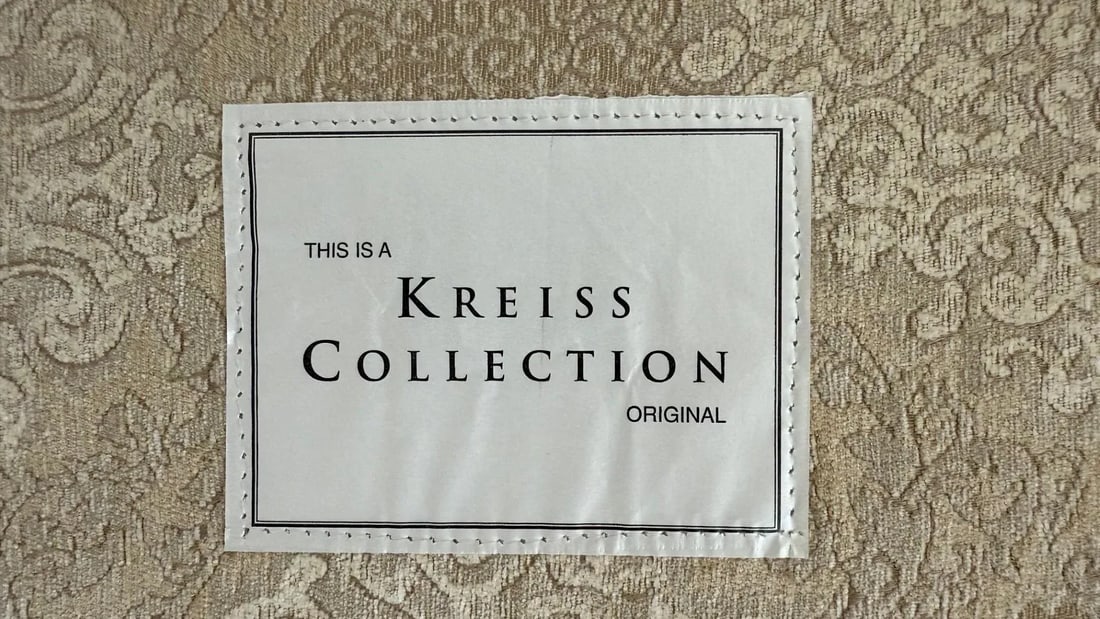 THIS IS A
KREISS
COLLECTION
ORIGINAL